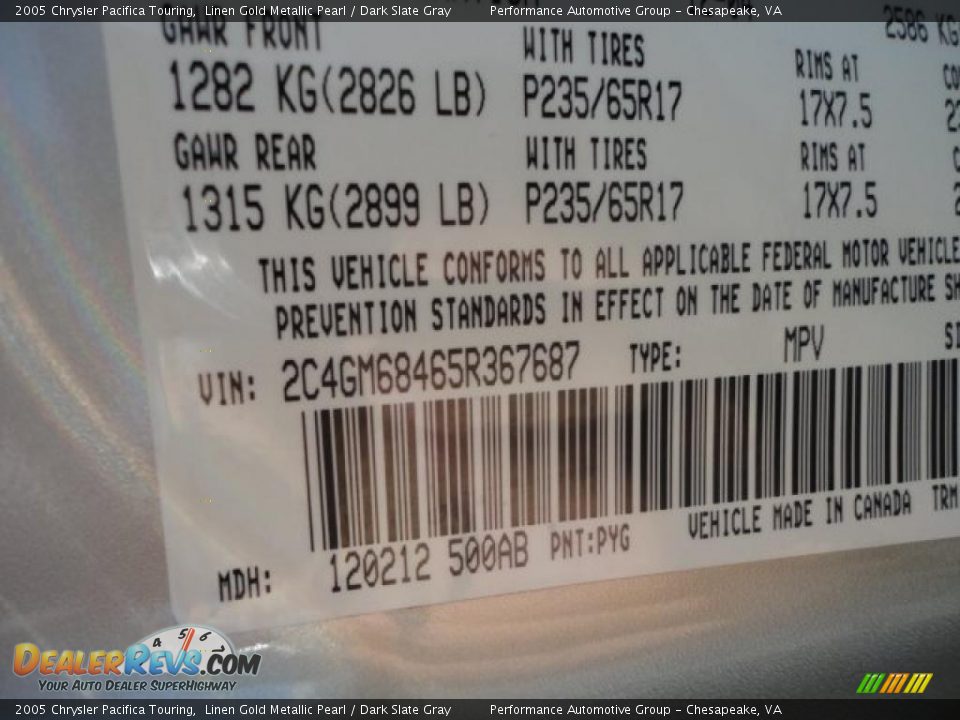 2005 Chrysler Pacifica Touring, Linen Gold Metallic Pearl / Dark Slate Gray Performance Automotive Group - Chesapeake, VA
2586 KG
GAWR FRONT WITH TIRES RIMS AT
1282 KG(2826 LB) P235/65R17 17X7.5
GAWR REAR WITH TIRES RIMS AT
1315 KG(2899 LB) P235/65R17 17X7.5
THIS VEHICLE CONFORMS TO ALL APPLICABLE FEDERAL MOTOR VEHICLE
PREVENTION STANDARDS IN EFFECT ON THE DATE OF MANUFACTURE SH
VIN: 2C4GM68465R367687 TYPE: MPV
VEHICLE MADE IN CANADA TRM
MDH: 120212 500AB PNT:PYG
4 5 6
DEALERREVS.COM
YOUR AUTO DEALER SUPERHIGHWAY
2005 Chrysler Pacifica Touring, Linen Gold Metallic Pearl / Dark Slate Gray Performance Automotive Group - Chesapeake, VA